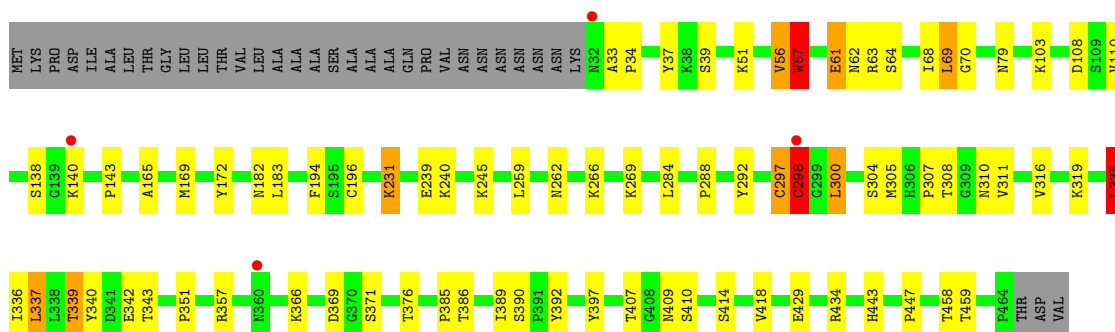 MET LYS PRO ASP ILE ALA LEU THR GLY LEU LEU THR VAL LEU ALA ALA ALA SER ALA ALA ALA GLN PRO VAL ASN ASN ASN ASN ASN LYS N32 A33 P34 Y37 K38 S39 K51 V56 W57 E61 N62 R63 S64 I68 L69 G70 N79 K103 D108 S109
S138 G139 K140 P143 A165 M169 Y172 N182 L183 F194 S195 C196 K231 E239 K240 K245 L259 N262 K266 K269 L284 P288 Y292 C297 C298 G299 L300 S304 M305 H306 P307 T308 G309 N310 V311 V316 K319
I336 L337 L338 T339 Y340 D341 E342 T343 P351 R357 N360 K366 D369 G370 S371 T376 P385 T386 I389 S390 P391 Y392 Y397 T407 G408 N409 S410 S414 V418 E429 R434 H443 P447 T458 T459 P464 THR ASP VAL